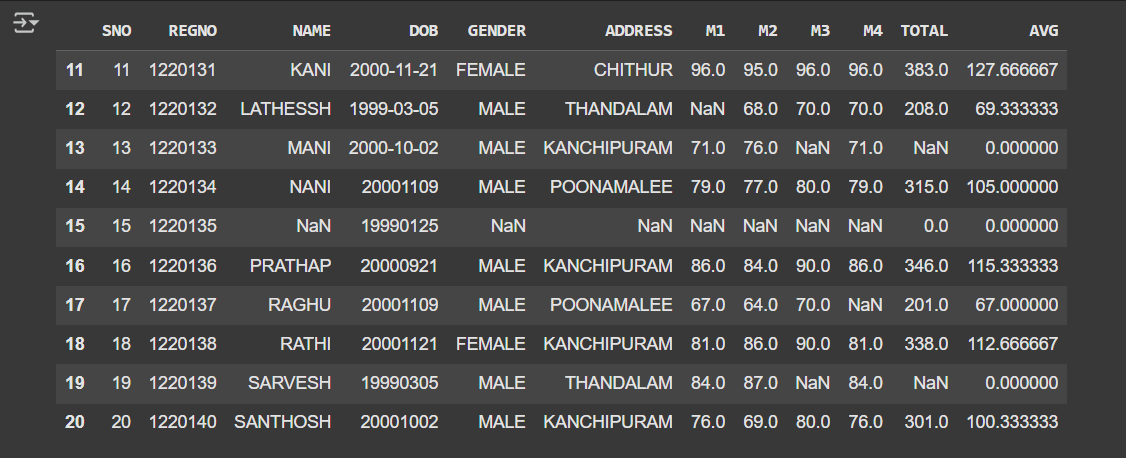 SNO REGNO NAME DOB GENDER ADDRESS M1 M2 M3 M4 TOTAL AVG
11 11 1220131 KANI 2000-11-21 FEMALE CHITHUR 96.0 95.0 96.0 96.0 383.0 127.666667
12 12 1220132 LATHESSH 1999-03-05 MALE THANDALAM NaN 68.0 70.0 70.0 208.0 69.333333
13 13 1220133 MANI 2000-10-02 MALE KANCHIPURAM 71.0 76.0 NaN 71.0 NaN 0.000000
14 14 1220134 NANI 20001109 MALE POONAMALEE 79.0 77.0 80.0 79.0 315.0 105.000000
15 15 1220135 NaN 19990125 NaN NaN NaN NaN NaN NaN 0.0 0.000000
16 16 1220136 PRATHAP 20000921 MALE KANCHIPURAM 86.0 84.0 90.0 86.0 346.0 115.333333
17 17 1220137 RAGHU 20001109 MALE POONAMALEE 67.0 64.0 70.0 NaN 201.0 67.000000
18 18 1220138 RATHI 20001121 FEMALE KANCHIPURAM 81.0 86.0 90.0 81.0 338.0 112.666667
19 19 1220139 SARVESH 19990305 MALE THANDALAM 84.0 87.0 NaN 84.0 NaN 0.000000
20 20 1220140 SANTHOSH 20001002 MALE KANCHIPURAM 76.0 69.0 80.0 76.0 301.0 100.333333